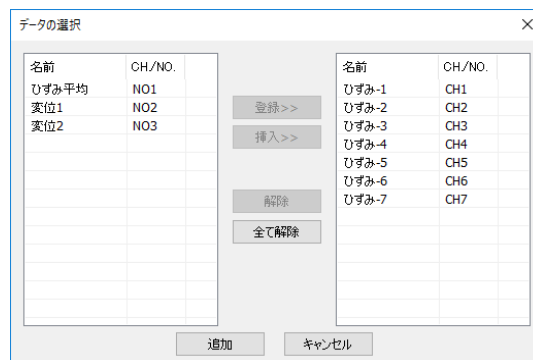 データの選択
名前 CH./NO.
ひずみ平均 NO1
変位1 NO2
変位2 NO3
登録>>
挿入>>
解除
全て解除
名前 CH./NO.
ひずみ-1 CH1
ひずみ-2 CH2
ひずみ-3 CH3
ひずみ-4 CH4
ひずみ-5 CH5
ひずみ-6 CH6
ひずみ-7 CH7
追加 キャンセル